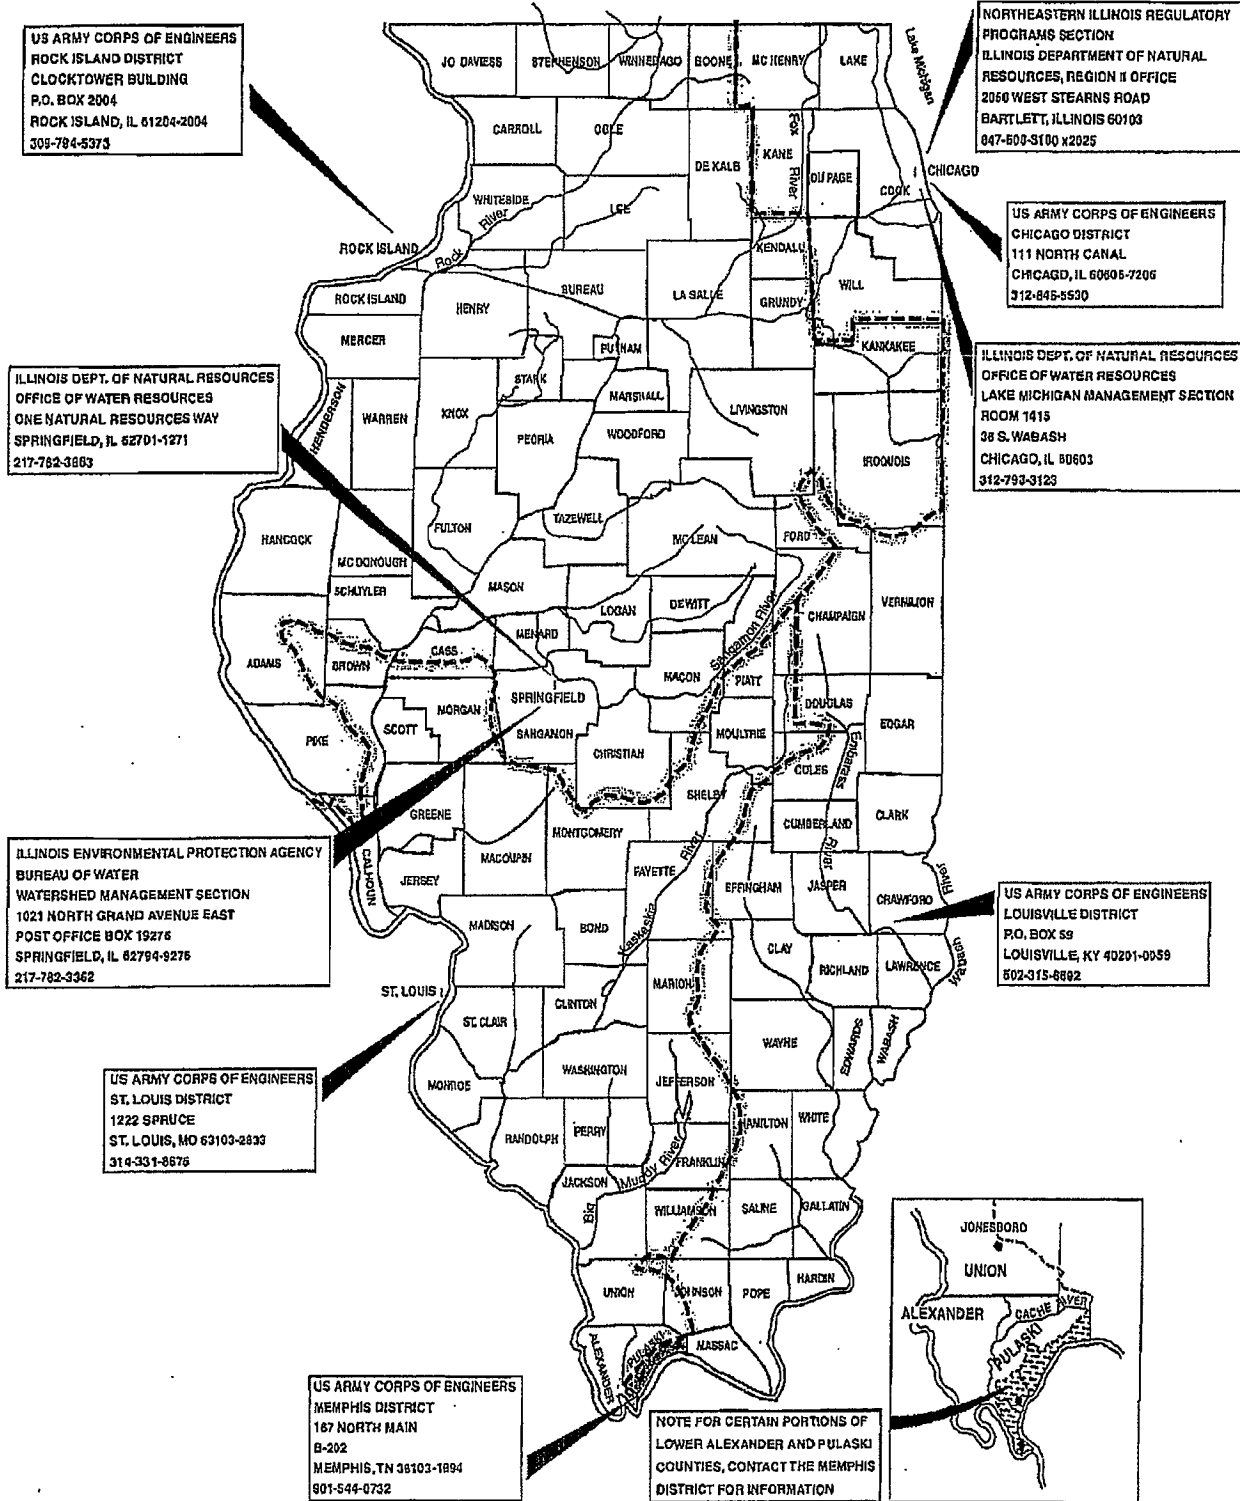 US ARMY CORPS OF ENGINEERS
ROCK ISLAND DISTRICT
CLOCKTOWER BUILDING
P.O. BOX 2004
ROCK ISLAND, IL 61204-2004
309-794-5373
NORTHEASTERN ILLINOIS REGULATORY
PROGRAMS SECTION
ILLINOIS DEPARTMENT OF NATURAL
RESOURCES, REGION II OFFICE
2050 WEST STEARNS ROAD
BARTLETT, ILLINOIS 60103
847-608-3100 x2025
US ARMY CORPS OF ENGINEERS
CHICAGO DISTRICT
111 NORTH CANAL
CHICAGO, IL 60606-7206
312-846-5530
ILLINOIS DEPT. OF NATURAL RESOURCES
OFFICE OF WATER RESOURCES
LAKE MICHIGAN MANAGEMENT SECTION
ROOM 1415
36 S. WABASH
CHICAGO, IL 60603
312-793-3123
ILLINOIS DEPT. OF NATURAL RESOURCES
OFFICE OF WATER RESOURCES
ONE NATURAL RESOURCES WAY
SPRINGFIELD, IL 62701-1271
217-782-3863
ILLINOIS ENVIRONMENTAL PROTECTION AGENCY
BUREAU OF WATER
WATERSHED MANAGEMENT SECTION
1021 NORTH GRAND AVENUE EAST
POST OFFICE BOX 19276
SPRINGFIELD, IL 62794-9276
217-782-3362
US ARMY CORPS OF ENGINEERS
LOUISVILLE DISTRICT
P.O. BOX 59
LOUISVILLE, KY 40201-0059
502-315-6692
US ARMY CORPS OF ENGINEERS
ST. LOUIS DISTRICT
1222 SPRUCE
ST. LOUIS, MO 63103-2833
314-331-8575
US ARMY CORPS OF ENGINEERS
MEMPHIS DISTRICT
167 NORTH MAIN
B-202
MEMPHIS, TN 38103-1894
901-544-0732
NOTE FOR CERTAIN PORTIONS OF
LOWER ALEXANDER AND PULASKI
COUNTIES, CONTACT THE MEMPHIS
DISTRICT FOR INFORMATION
JO DAVIESS
STEPHENSON
WINNEBAGO
BOONE
MC HENRY
LAKE
Lake Michigan
CARROLL
OGLE
DE KALB
KANE
Fox
River
DU PAGE
COOK
CHICAGO
WHITESIDE
LEE
ROCK ISLAND
Rock
River
KENDALL
ROCK ISLAND
HENRY
BUREAU
LA SALLE
GRUNDY
WILL
MERCER
PUTNAM
KANKAKEE
HENDERSON
WARREN
KNOX
STARK
MARSHALL
LIVINGSTON
PEORIA
WOODFORD
IROQUOIS
HANCOCK
MC DONOUGH
FULTON
TAZEWELL
MC LEAN
FORD
SCHUYLER
MASON
LOGAN
DEWITT
CHAMPAIGN
VERMILION
ADAMS
BROWN
CASS
MENARD
MACON
Sangamon River
PIATT
PIKE
SCOTT
MORGAN
SPRINGFIELD
SANGAMON
CHRISTIAN
MOULTRIE
DOUGLAS
EDGAR
COLES
Embarass
River
SHELBY
CALHOUN
GREENE
MACOUPIN
MONTGOMERY
CUMBERLAND
CLARK
JERSEY
FAYETTE
EFFINGHAM
JASPER
CRAWFORD
MADISON
BOND
Kaskaskia
River
CLAY
RICHLAND
LAWRENCE
Wabash
River
ST. LOUIS
ST. CLAIR
CLINTON
MARION
WAYNE
EDWARDS
WABASH
MONROE
WASHINGTON
JEFFERSON
RANDOLPH
PERRY
HAMILTON
WHITE
JACKSON
Big
Muddy River
FRANKLIN
WILLIAMSON
SALINE
GALLATIN
UNION
JOHNSON
POPE
HARDIN
ALEXANDER
PULASKI
MASSAC
JONESBORO
UNION
ALEXANDER
CACHE RIVER
PULASKI